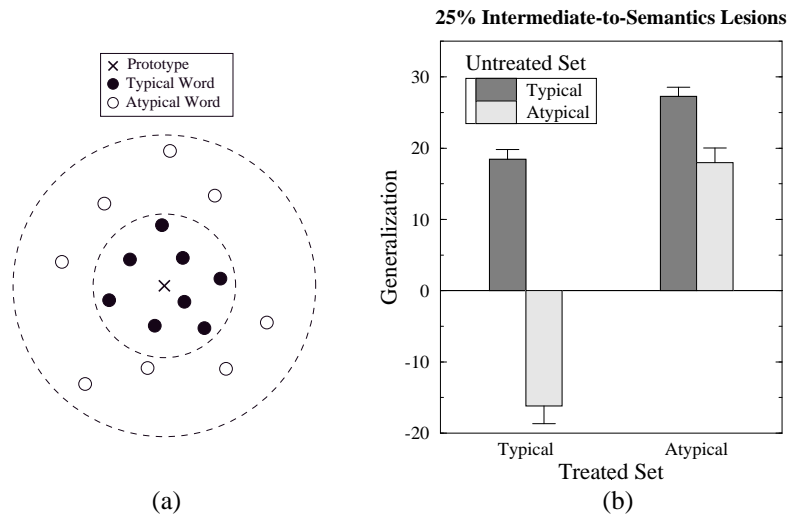 Prototype
Typical Word
Atypical Word
(a)
25% Intermediate-to-Semantics Lesions
Untreated Set
Typical
Atypical
30
20
10
0
-10
-20
Generalization
Typical
Atypical
Treated Set
(b)